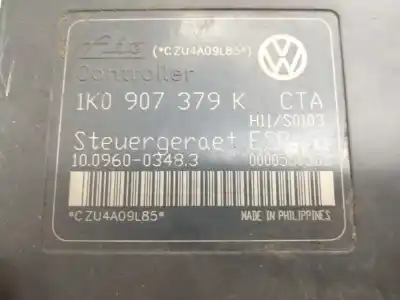 Ate (*CZU4A09L85*)
Controller
1K0 907 379 K CTA
H11/S0103
Steuergeraet
10.0960-0348.3
*CZU4A09L85* MADE IN PHILIPPINES